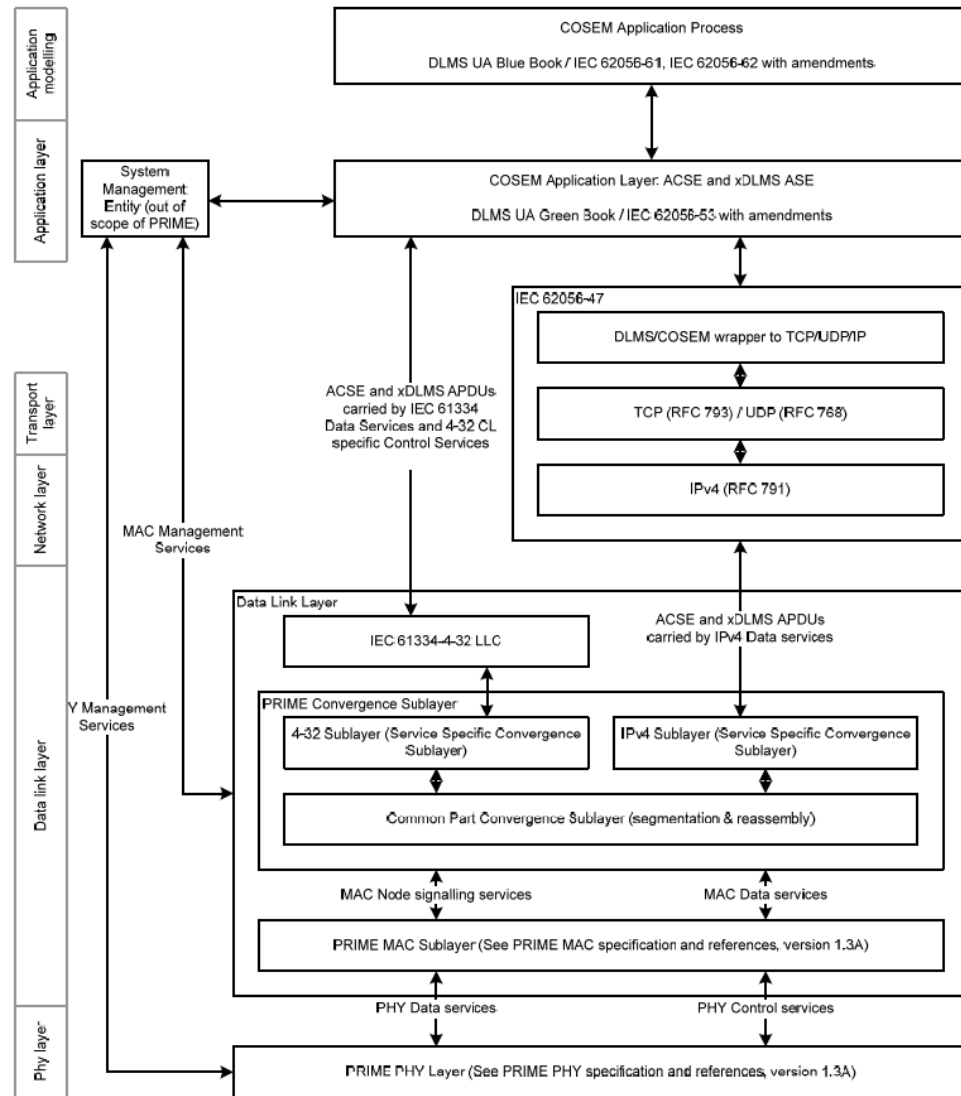 Application
modelling
COSEM Application Process
DLMS UA Blue Book / IEC 62056-61, IEC 62056-62 with amendments
Application layer
System
Management
Entity (out of
scope of PRIME)
COSEM Application Layer: ACSE and xDLMS ASE
DLMS UA Green Book / IEC 62056-53 with amendments
IEC 62056-47
DLMS/COSEM wrapper to TCP/UDP/IP
Transport
layer
ACSE and xDLMS APDUs
carried by IEC 61334
Data Services and 4-32 CL
specific Control Services
TCP (RFC 793) / UDP (RFC 768)
Network layer
IPv4 (RFC 791)
MAC Management
Services
Data link layer
Data Link Layer
IEC 61334-4-32 LLC
ACSE and xDLMS APDUs
carried by IPv4 Data services
Y Management
Services
PRIME Convergence Sublayer
4-32 Sublayer (Service Specific Convergence
Sublayer)
IPv4 Sublayer (Service Specific Convergence
Sublayer)
Common Part Convergence Sublayer (segmentation & reassembly)
MAC Node signalling services
MAC Data services
PRIME MAC Sublayer (See PRIME MAC specification and references, version 1.3A)
PHY Data services
PHY Control services
Phy layer
PRIME PHY Layer (See PRIME PHY specification and references, version 1.3A)